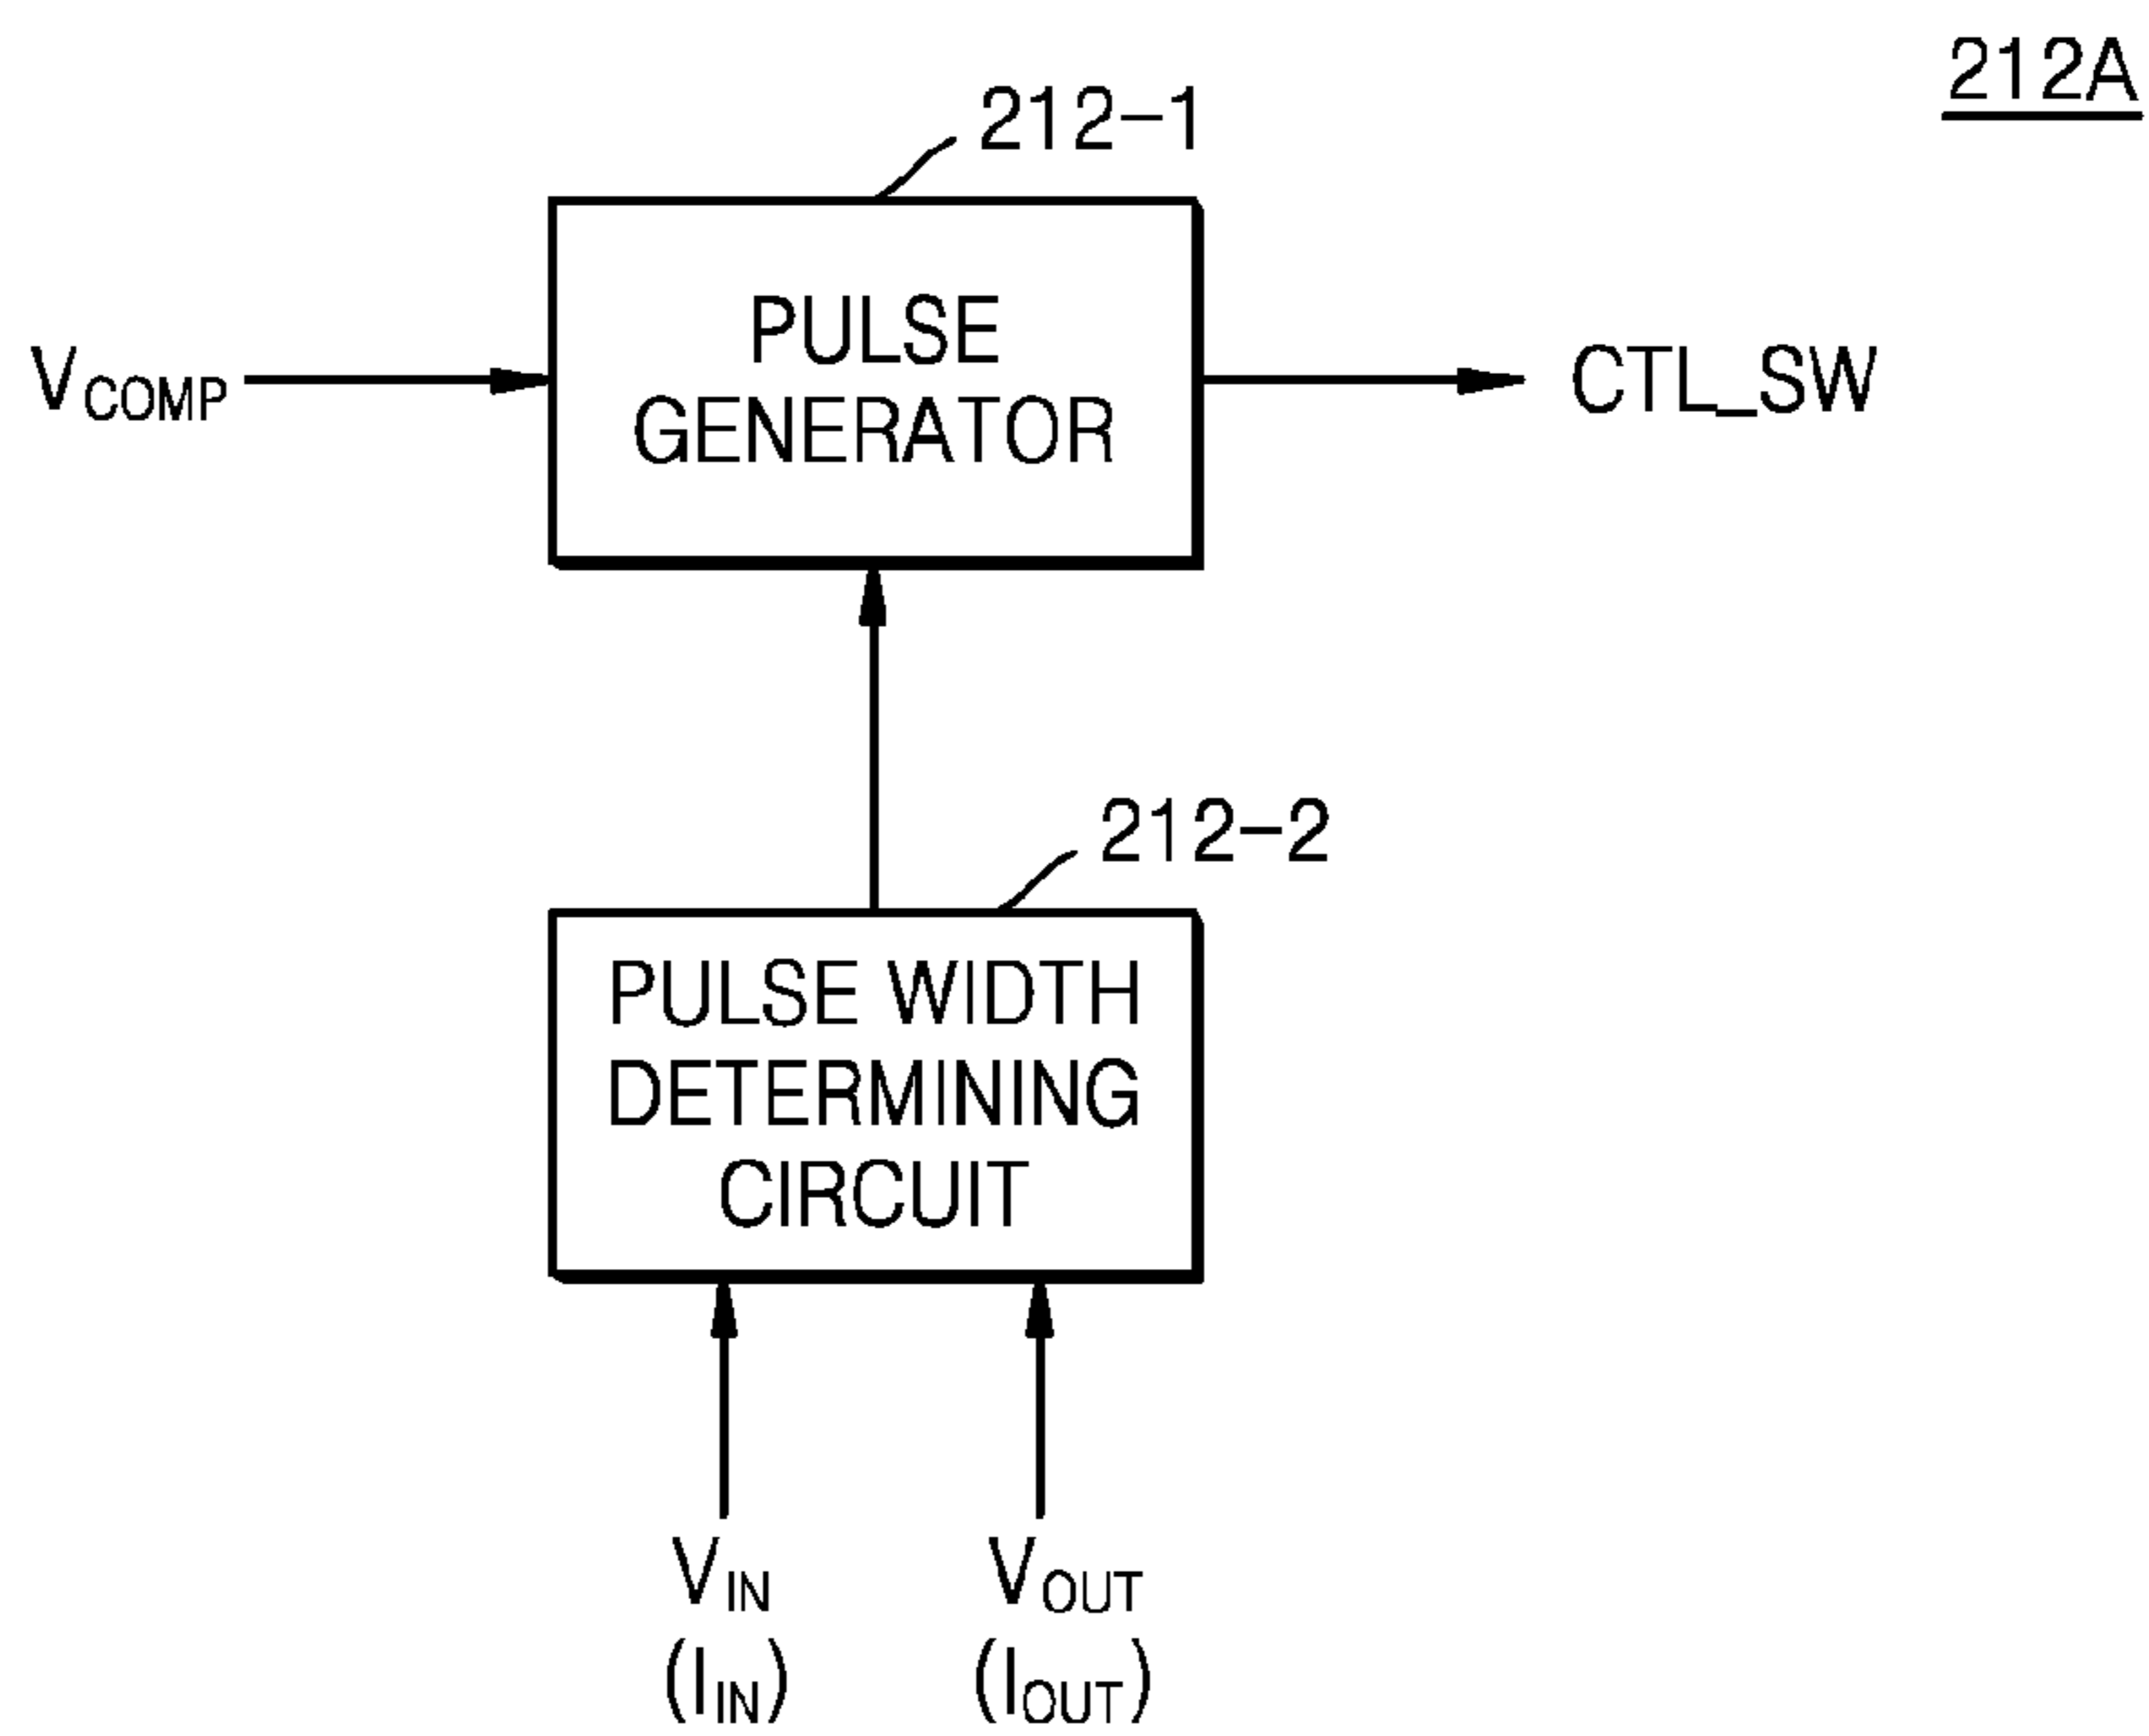 212A
212-1
PULSE
GENERATOR
VCOMP
CTL_SW
212-2
PULSE WIDTH
DETERMINING
CIRCUIT
VIN
(IIN)
VOUT
(IOUT)